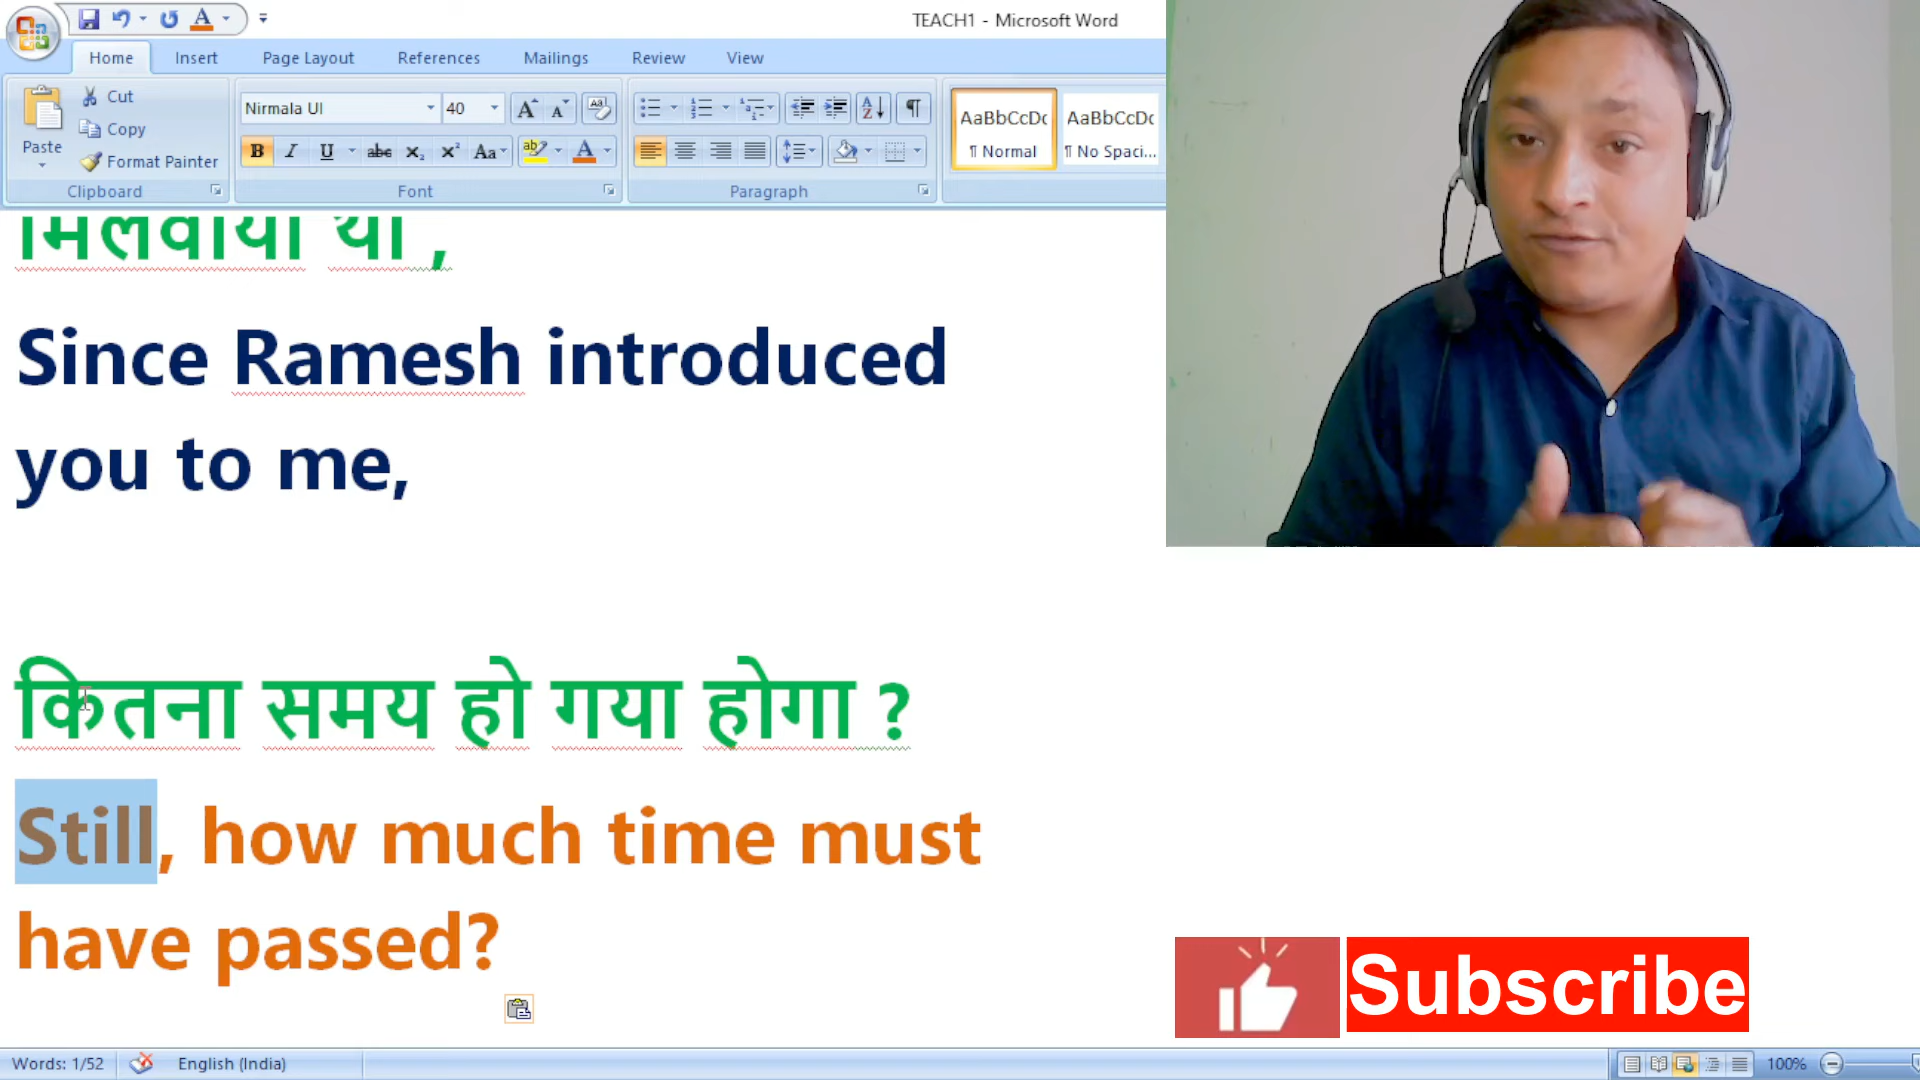 TEACH1 - Microsoft Word
Home Insert Page Layout References Mailings Review View
Paste
Cut
Copy
Format Painter
Clipboard
Nirmala UI 40
Font
Paragraph
AaBbCcDc AaBbCcDc
¶ Normal ¶ No Spaci...
मिलवाया था ,
Since Ramesh introduced
you to me,
कितना समय हो गया होगा ?
Still, how much time must
have passed?
Subscribe
Words: 1/52 English (India) 100%